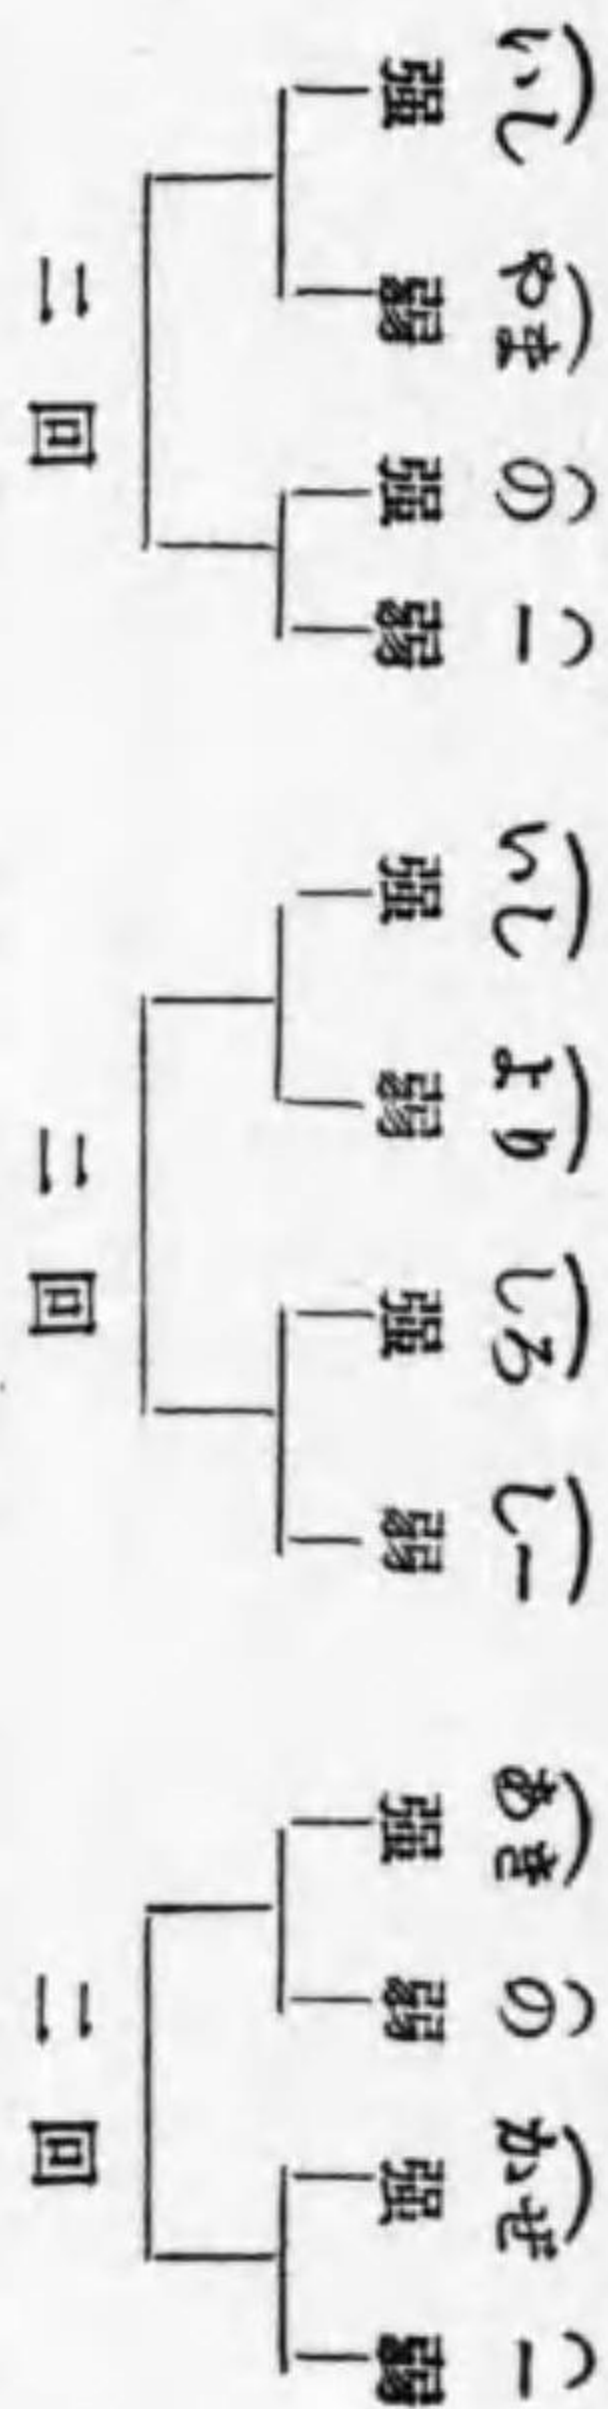 いし やま の ー いし より しろ しー あき の かぜ ー
強 弱 強 弱 強 弱 強 弱 強 弱 強 弱
二回 二回 二回